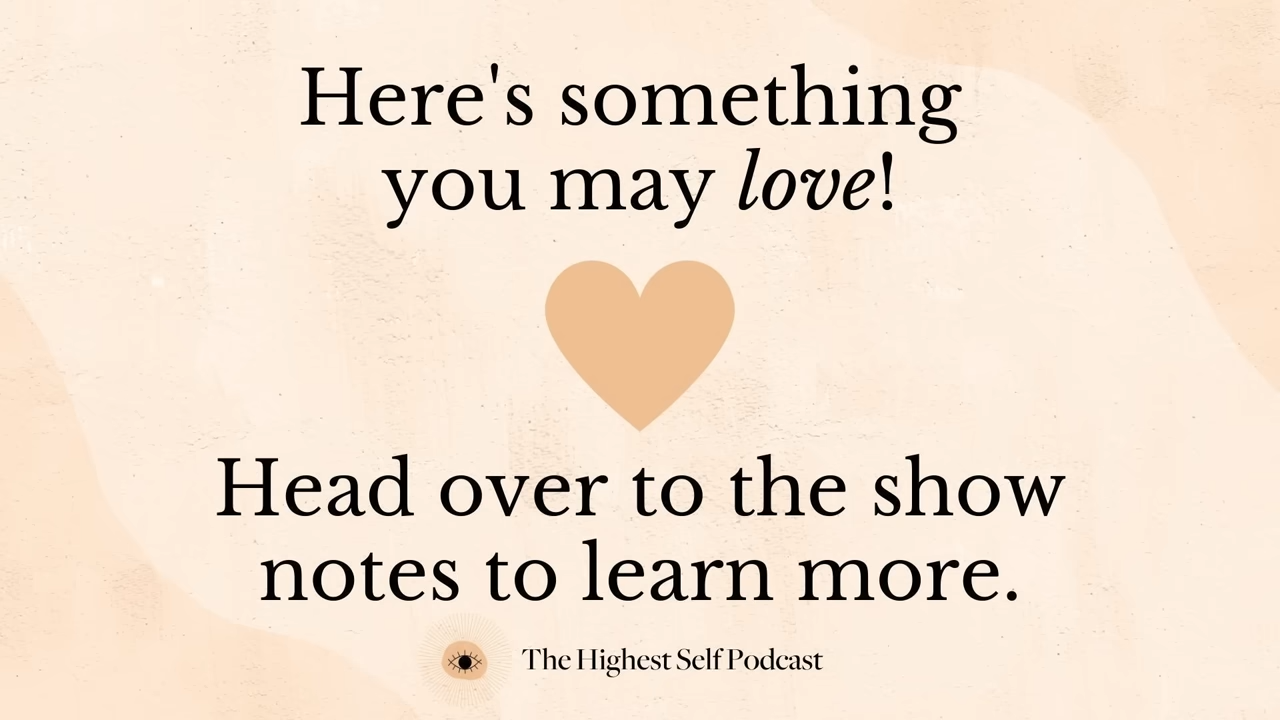 Here's something
you may love!
Head over to the show
notes to learn more.
The Highest Self Podcast